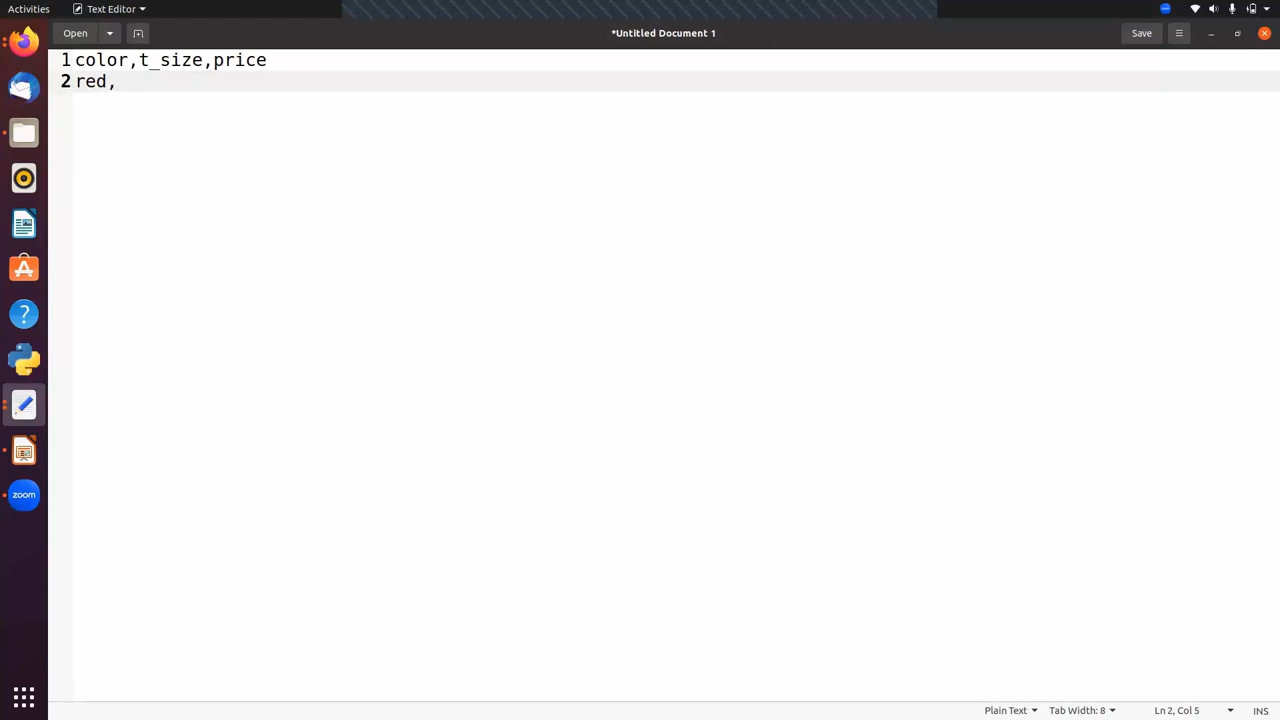 Activities
Text Editor
Open
*Untitled Document 1
Save
1 color,t_size,price
2 red,
zoom
Plain Text
Tab Width: 8
Ln 2, Col 5
INS